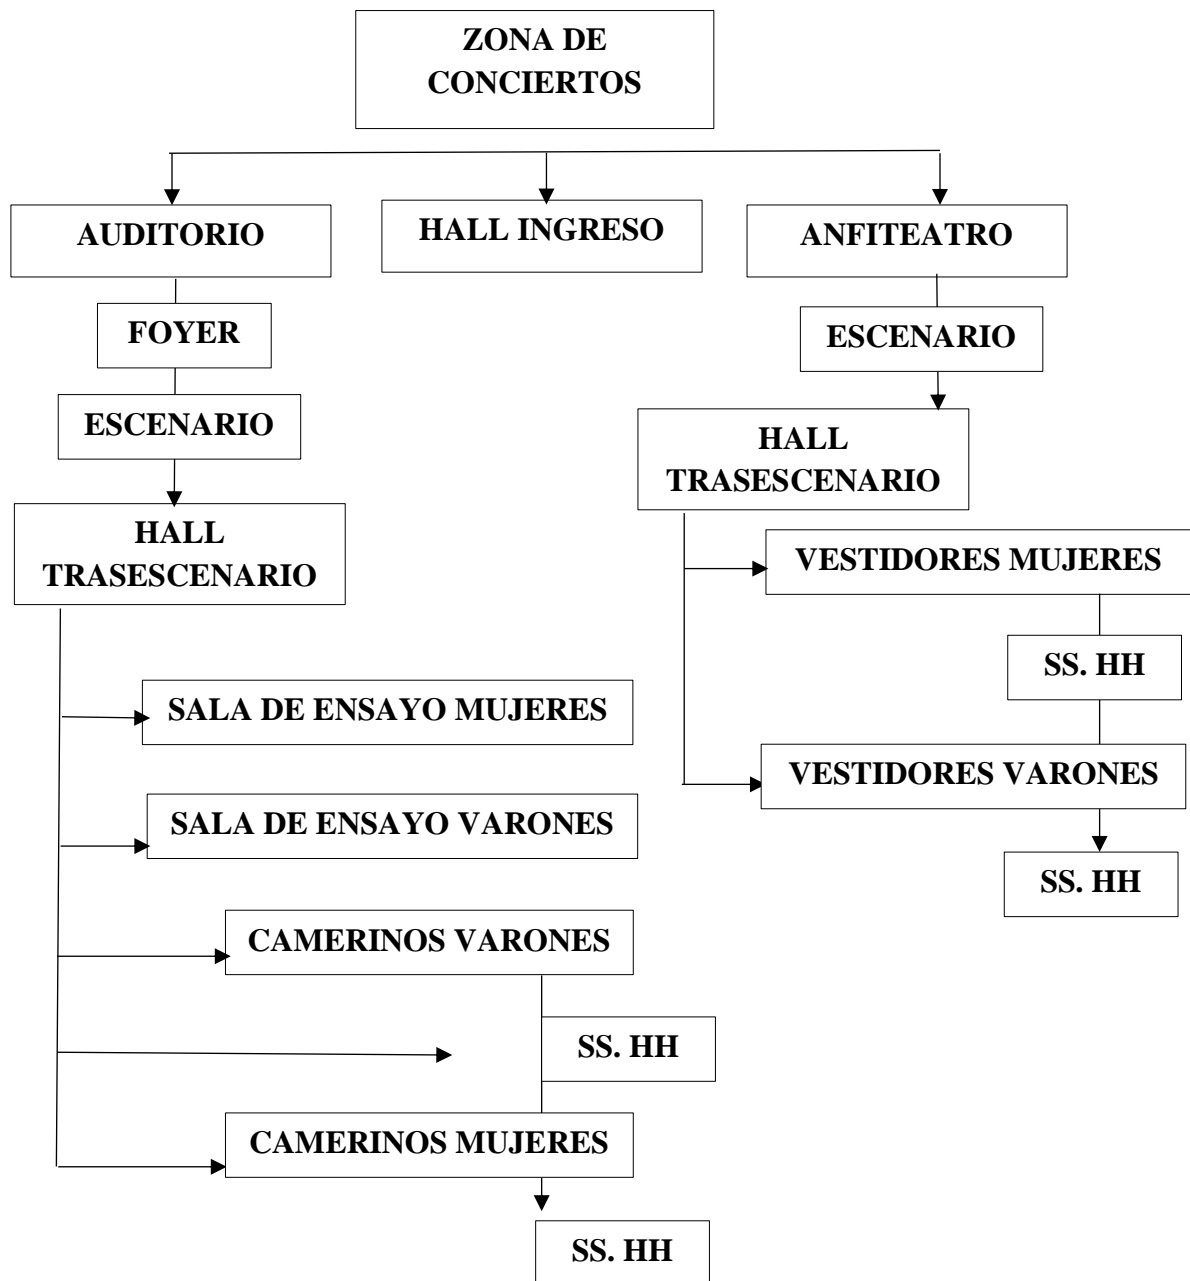 ZONA DE
CONCIERTOS
AUDITORIO
HALL INGRESO
ANFITEATRO
FOYER
ESCENARIO
ESCENARIO
HALL
TRASESCENARIO
HALL
TRASESCENARIO
VESTIDORES MUJERES
SS. HH
VESTIDORES VARONES
SS. HH
SALA DE ENSAYO MUJERES
SALA DE ENSAYO VARONES
CAMERINOS VARONES
SS. HH
CAMERINOS MUJERES
SS. HH